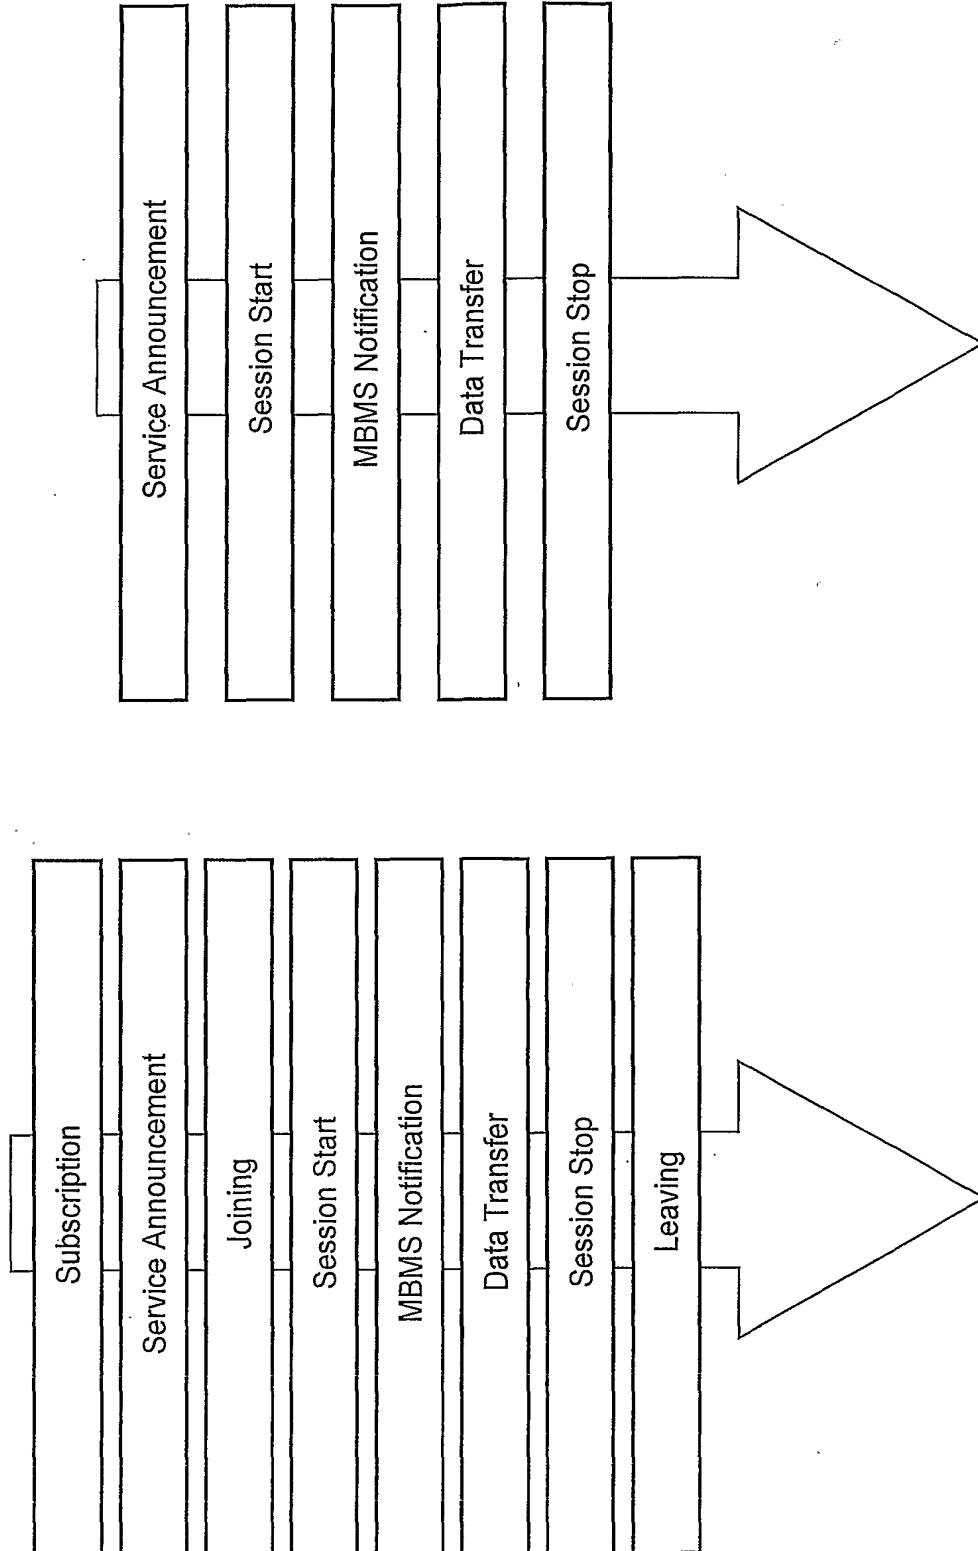 Subscription
Service Announcement
Joining
Session Start
MBMS Notification
Data Transfer
Session Stop
Leaving
Service Announcement
Session Start
MBMS Notification
Data Transfer
Session Stop